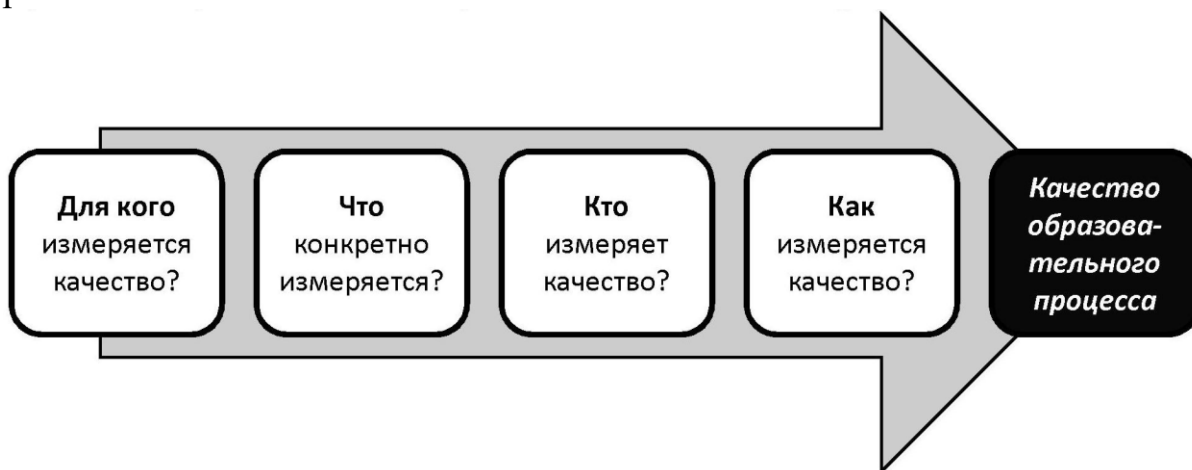 Для кого
измеряется
качество?
Что
конкретно
измеряется?
Кто
измеряет
качество?
Как
измеряется
качество?
Качество
образова-
тельного
процесса